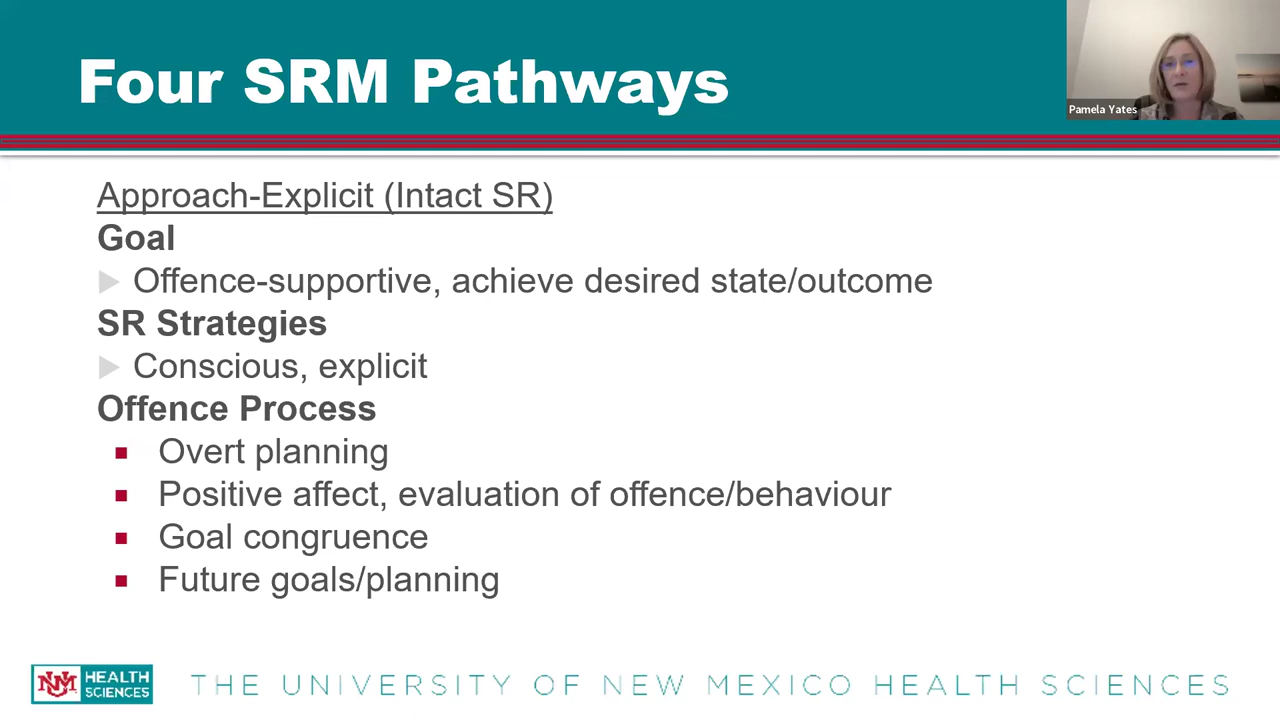 Four SRM Pathways
Pamela Yates
Approach-Explicit (Intact SR)
Goal
Offence-supportive, achieve desired state/outcome
SR Strategies
Conscious, explicit
Offence Process
Overt planning
Positive affect, evaluation of offence/behaviour
Goal congruence
Future goals/planning
UNM HEALTH
SCIENCES
THE UNIVERSITY OF NEW MEXICO HEALTH SCIENCES